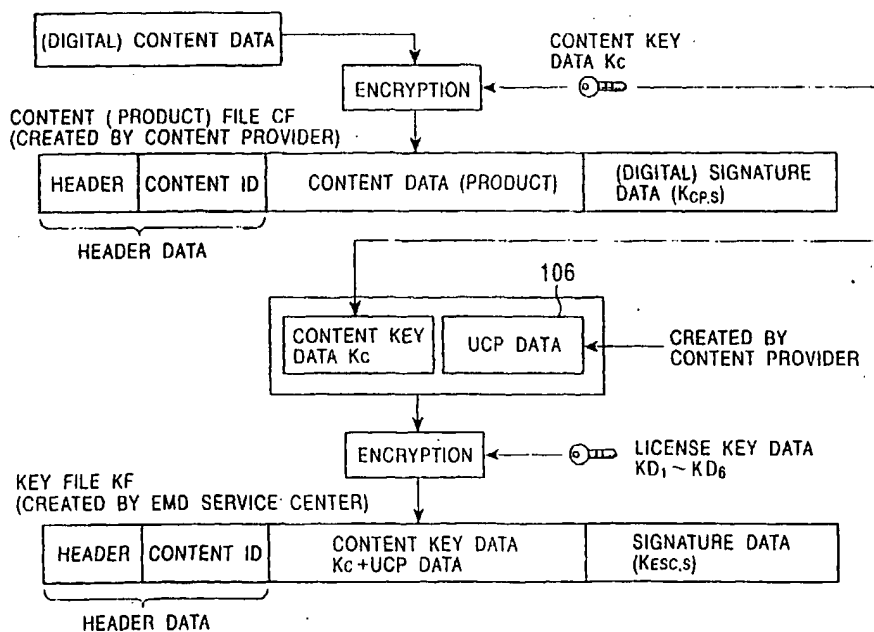 (DIGITAL) CONTENT DATA
CONTENT KEY
DATA Kc
ENCRYPTION
CONTENT (PRODUCT) FILE CF
(CREATED BY CONTENT PROVIDER)
HEADER
CONTENT ID
CONTENT DATA (PRODUCT)
(DIGITAL) SIGNATURE
DATA (KCP,S)
HEADER DATA
106
CONTENT KEY
DATA Kc
UCP DATA
CREATED BY
CONTENT PROVIDER
ENCRYPTION
LICENSE KEY DATA
KD1 ~ KD6
KEY FILE KF
(CREATED BY EMD SERVICE CENTER)
HEADER
CONTENT ID
CONTENT KEY DATA
Kc+UCP DATA
SIGNATURE DATA
(KESC,S)
HEADER DATA